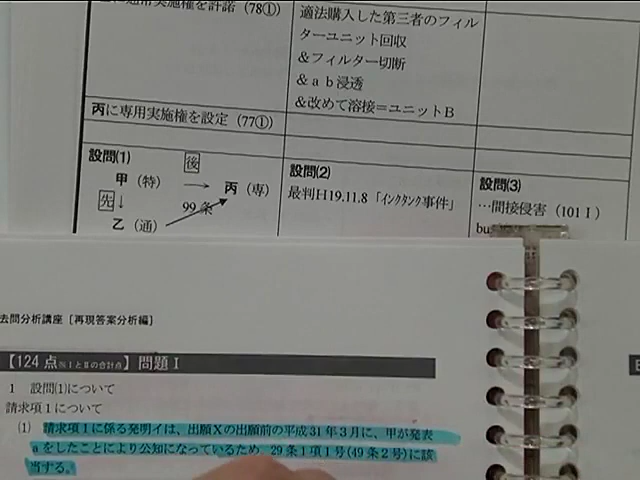 に通常実施権を許諾（78①）
適法購入した第三者のフィル
ターユニット回収
＆フィルター切断
＆ａｂ浸透
＆改めて溶接＝ユニットＢ
丙に専用実施権を設定（77①）
設問(1)
後
甲（特） → 丙（専）
先↓ 99条
乙（通）
設問(2)
最判H19.11.8「インクタンク事件」
設問(3)
…間接侵害（101Ⅰ）
bu
去問分析講座［再現答案分析編］
【124点（※ⅠとⅡの合計点）】問題Ⅰ
1 設問(1)について
請求項１について
(1) 請求項１に係る発明イは、出願Ｘの出願前の平成31年３月に、甲が発表
ａをしたことにより公知になっているため、29条１項１号(49条２号)に該
当する。